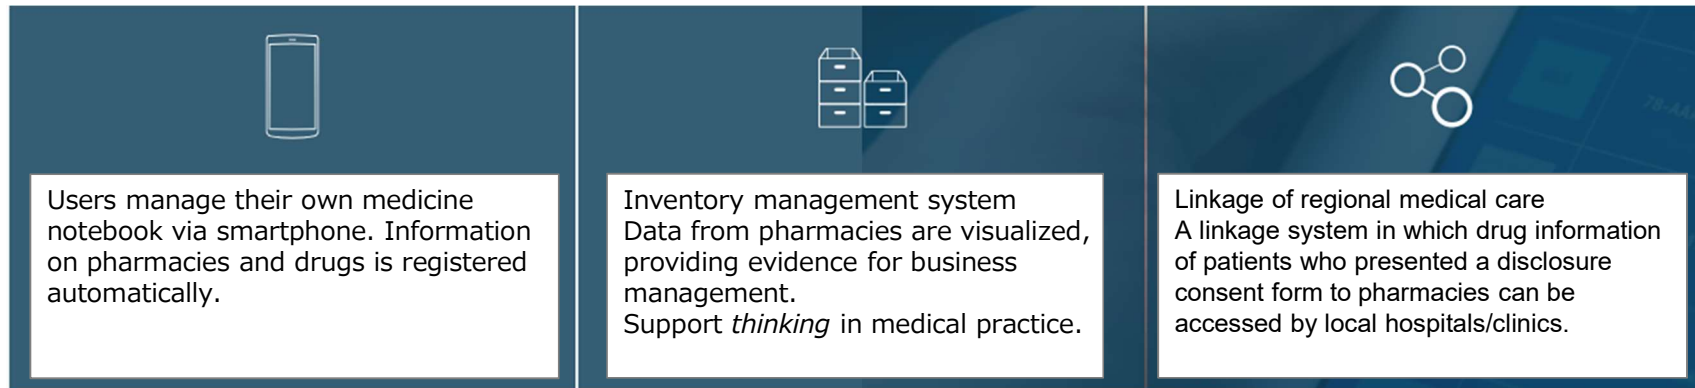 Users manage their own medicine
notebook via smartphone. Information
on pharmacies and drugs is registered
automatically.
Inventory management system
Data from pharmacies are visualized,
providing evidence for business
management.
Support thinking in medical practice.
Linkage of regional medical care
A linkage system in which drug information
of patients who presented a disclosure
consent form to pharmacies can be
accessed by local hospitals/clinics.